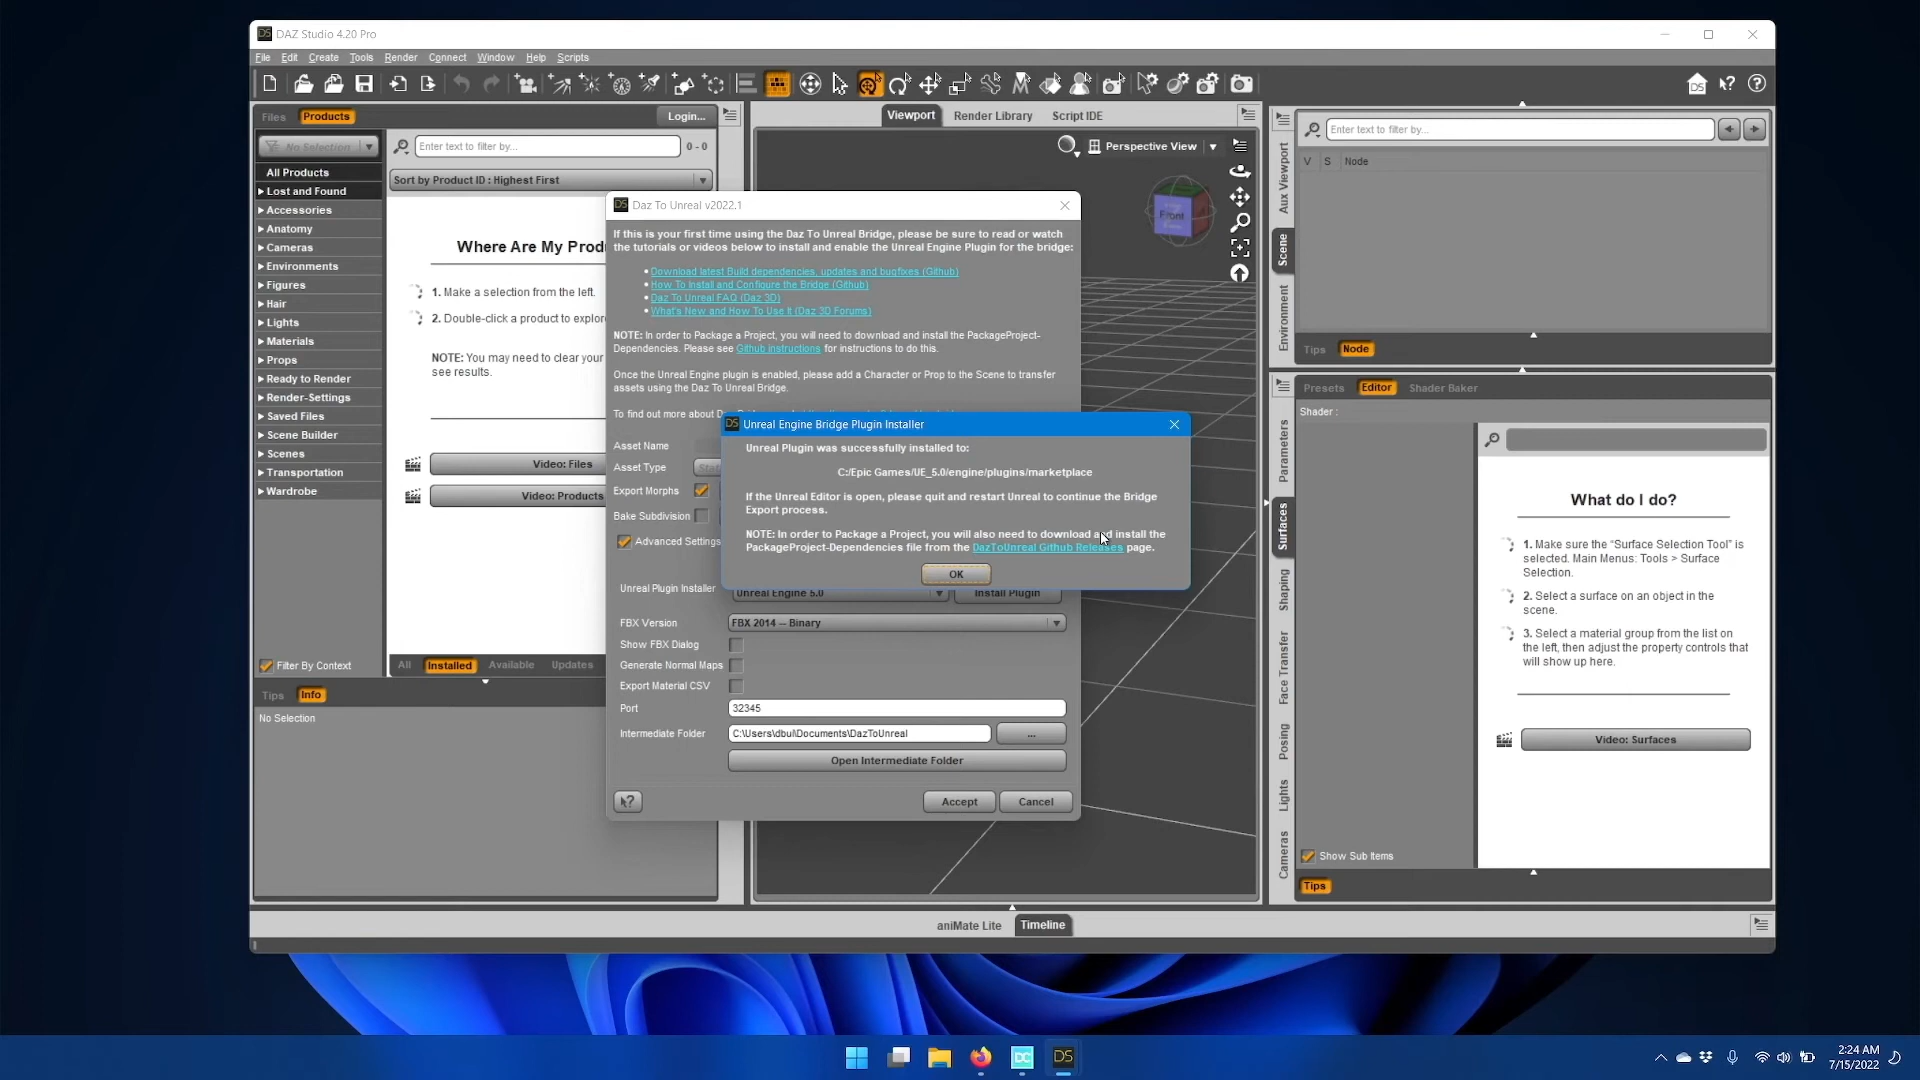 DAZ Studio 4.20 Pro
File Edit Create Tools Render Connect Window Help Scripts
Files Products Login...
No Selection
Enter text to filter by...
0 - 0
Sort by Product ID : Highest First
All Products
Lost and Found
Accessories
Anatomy
Cameras
Environments
Figures
Hair
Lights
Materials
Props
Ready to Render
Render-Settings
Saved Files
Scene Builder
Scenes
Transportation
Wardrobe
Filter By Context
Where Are My Prod
1. Make a selection from the left.
2. Double-click a product to explor
NOTE: You may need to clear your
see results.
Video: Files
Video: Products
All Installed Available Updates
Tips Info
No Selection
Viewport Render Library Script IDE
Perspective View
Front
Daz To Unreal v2022.1
If this is your first time using the Daz To Unreal Bridge, please be sure to read or watch
the tutorials or videos below to install and enable the Unreal Engine Plugin for the bridge:
Download latest Build dependencies, updates and bugfixes (Github)
How To Install and Configure the Bridge (Github)
Daz To Unreal FAQ (Daz 3D)
What's New and How To Use It (Daz 3D Forums)
NOTE: In order to Package a Project, you will need to download and install the PackageProject-
Dependencies. Please see Github instructions for instructions to do this.
Once the Unreal Engine plugin is enabled, please add a Character or Prop to the Scene to transfer
assets using the Daz To Unreal Bridge.
To find out more about
Asset Name
Asset Type
Export Morphs
Bake Subdivision
Advanced Settings
Unreal Plugin Installer Unreal Engine 5.0 Install Plugin
FBX Version FBX 2014 -- Binary
Show FBX Dialog
Generate Normal Maps
Export Material CSV
Port 32345
Intermediate Folder C:\Users\dbul\Documents\DazToUnreal ...
Open Intermediate Folder
Accept Cancel
Unreal Engine Bridge Plugin Installer
Unreal Plugin was successfully installed to:
C:/Epic Games/UE_5.0/engine/plugins/marketplace
If the Unreal Editor is open, please quit and restart Unreal to continue the Bridge
Export process.
NOTE: In order to Package a Project, you will also need to download and install the
PackageProject-Dependencies file from the DazToUnreal Github Releases page.
OK
Aux Viewport
Scene
Environment
Enter text to filter by...
V S Node
Tips Node
Parameters
Surfaces
Shaping
Face Transfer
Posing
Lights
Cameras
Presets Editor Shader Baker
Shader :
What do I do?
1. Make sure the “Surface Selection Tool” is
selected. Main Menus: Tools > Surface
Selection.
2. Select a surface on an object in the
scene.
3. Select a material group from the list on
the left, then adjust the property controls that
will show up here.
Video: Surfaces
Show Sub Items
Tips
aniMate Lite Timeline
DC
DS
2:24 AM
7/15/2022